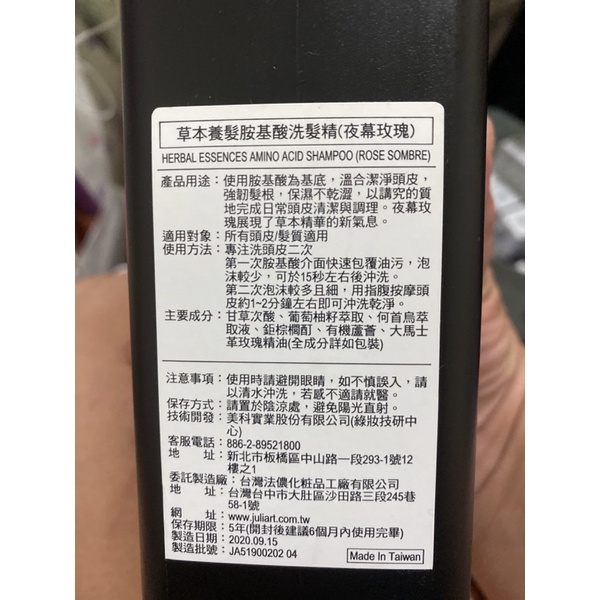 草本養髮胺基酸洗髮精(夜幕玫瑰)
HERBAL ESSENCES AMINO ACID SHAMPOO (ROSE SOMBRE)
產品用途：使用胺基酸為基底，溫合潔淨頭皮，
強韌髮根，保濕不乾澀，以講究的質
地完成日常頭皮清潔與調理。夜幕玫
瑰展現了草本精華的新氣息。
適用對象：所有頭皮/髮質適用
使用方法：專注洗頭皮二次
第一次胺基酸介面快速包覆油污，泡
沫較少，可於15秒左右後沖洗。
第二次泡沫較多且細，用指腹按摩頭
皮約1~2分鐘左右即可沖洗乾淨。
主要成分：甘草次酸、葡萄柚籽萃取、何首烏萃
取液、鋸棕櫚酊、有機蘆薈、大馬士
革玫瑰精油(全成分詳如包裝)
注意事項：使用時請避開眼睛，如不慎誤入，請
以清水沖洗，若感不適請就醫。
保存方式：請置於陰涼處，避免陽光直射。
技術開發：美科實業股份有限公司(綠妝技研中
心)
客服電話：886-2-89521800
地　　址：新北市板橋區中山路一段293-1號12
樓之1
委託製造廠：台灣法儂化粧品工廠有限公司
地　　址：台灣台中市大肚區沙田路三段245巷
58-1號
網　　址：www.juliart.com.tw
保存期限：5年(開封後建議6個月內使用完畢)
製造日期：2020.09.15
製造批號：JA51900202 04
Made In Taiwan